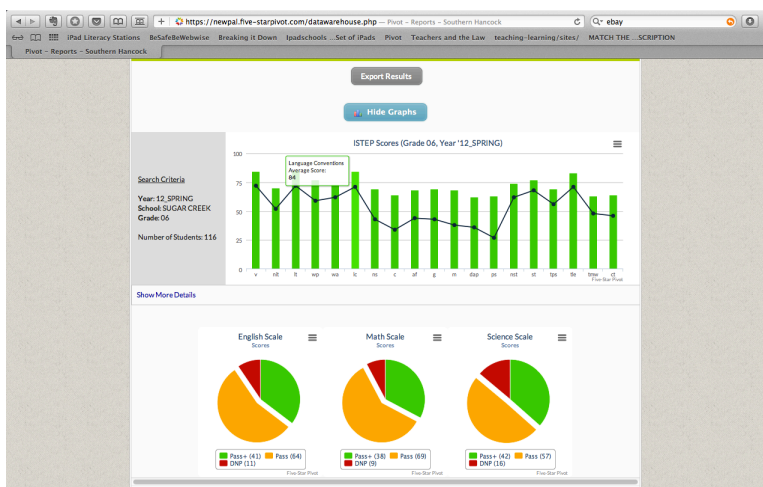 https://newpal.five-starpivot.com/datawarehouse.php — Pivot – Reports – Southern Hancock
ebay
iPad Literacy Stations BeSafeBeWebwise Breaking it Down Ipadschools ...Set of iPads Pivot Teachers and the Law teaching-learning/sites/ MATCH THE ...SCRIPTION
Pivot – Reports – Southern Hancock
Export Results
Hide Graphs
ISTEP Scores (Grade 06, Year '12_SPRING)
Search Criteria
Year: 12_SPRING
School: SUGAR CREEK
Grade: 06
Number of Students: 116
100
75
50
25
0
Language Conventions
Average Score:
84
v nlt lt wp wa lc ns c af g m dap ps nst st tps tle tmw ct
Five-Star Pivot
Show More Details
English Scale
Scores
Pass+ (41) Pass (64)
DNP (11)
Five-Star Pivot
Math Scale
Scores
Pass+ (38) Pass (69)
DNP (9)
Five-Star Pivot
Science Scale
Scores
Pass+ (42) Pass (57)
DNP (16)
Five-Star Pivot